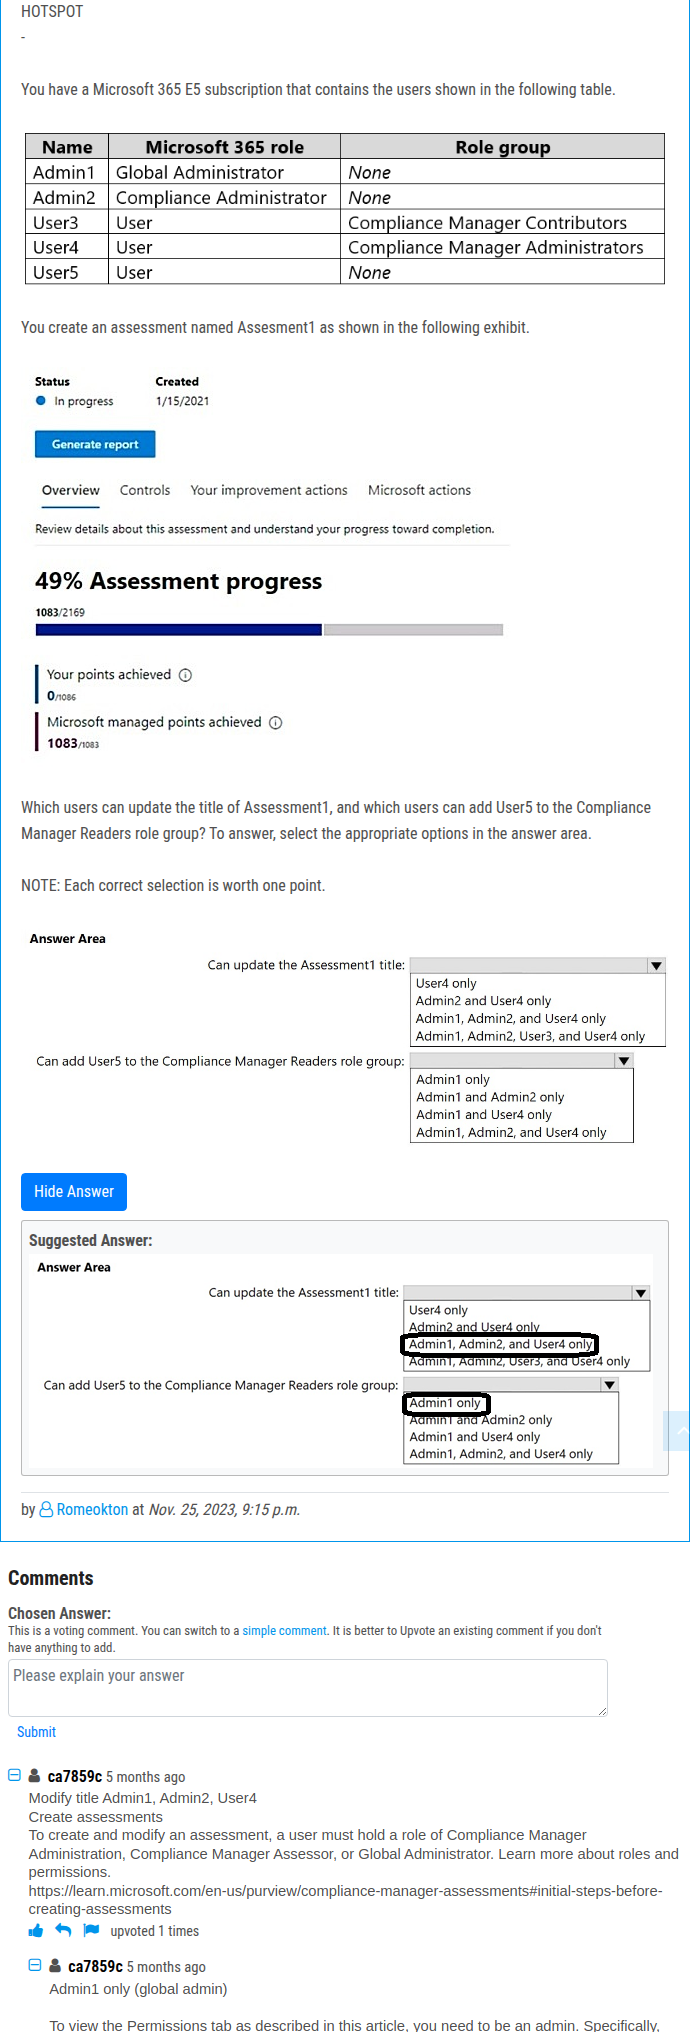 HOTSPOT
-
You have a Microsoft 365 E5 subscription that contains the users shown in the following table.
Name Microsoft 365 role Role group
Admin1 Global Administrator None
Admin2 Compliance Administrator None
User3 User Compliance Manager Contributors
User4 User Compliance Manager Administrators
User5 User None
You create an assessment named Assesment1 as shown in the following exhibit.
Status Created
In progress 1/15/2021
Generate report
Overview Controls Your improvement actions Microsoft actions
Review details about this assessment and understand your progress toward completion.
49% Assessment progress
1083/2169
Your points achieved
0/1086
Microsoft managed points achieved
1083/1083
Which users can update the title of Assessment1, and which users can add User5 to the Compliance
Manager Readers role group? To answer, select the appropriate options in the answer area.
NOTE: Each correct selection is worth one point.
Answer Area
Can update the Assessment1 title:
User4 only
Admin2 and User4 only
Admin1, Admin2, and User4 only
Admin1, Admin2, User3, and User4 only
Can add User5 to the Compliance Manager Readers role group:
Admin1 only
Admin1 and Admin2 only
Admin1 and User4 only
Admin1, Admin2, and User4 only
Hide Answer
Suggested Answer:
Answer Area
Can update the Assessment1 title:
User4 only
Admin2 and User4 only
Admin1, Admin2, and User4 only
Admin1, Admin2, User3, and User4 only
Can add User5 to the Compliance Manager Readers role group:
Admin1 only
Admin1 and Admin2 only
Admin1 and User4 only
Admin1, Admin2, and User4 only
by Romeokton at Nov. 25, 2023, 9:15 p.m.
Comments
Chosen Answer:
This is a voting comment. You can switch to a simple comment. It is better to Upvote an existing comment if you don't
have anything to add.
Please explain your answer
Submit
ca7859c 5 months ago
Modify title Admin1, Admin2, User4
Create assessments
To create and modify an assessment, a user must hold a role of Compliance Manager
Administration, Compliance Manager Assessor, or Global Administrator. Learn more about roles and
permissions.
https://learn.microsoft.com/en-us/purview/compliance-manager-assessments#initial-steps-before-
creating-assessments
upvoted 1 times
ca7859c 5 months ago
Admin1 only (global admin)
To view the Permissions tab as described in this article, you need to be an admin. Specifically,